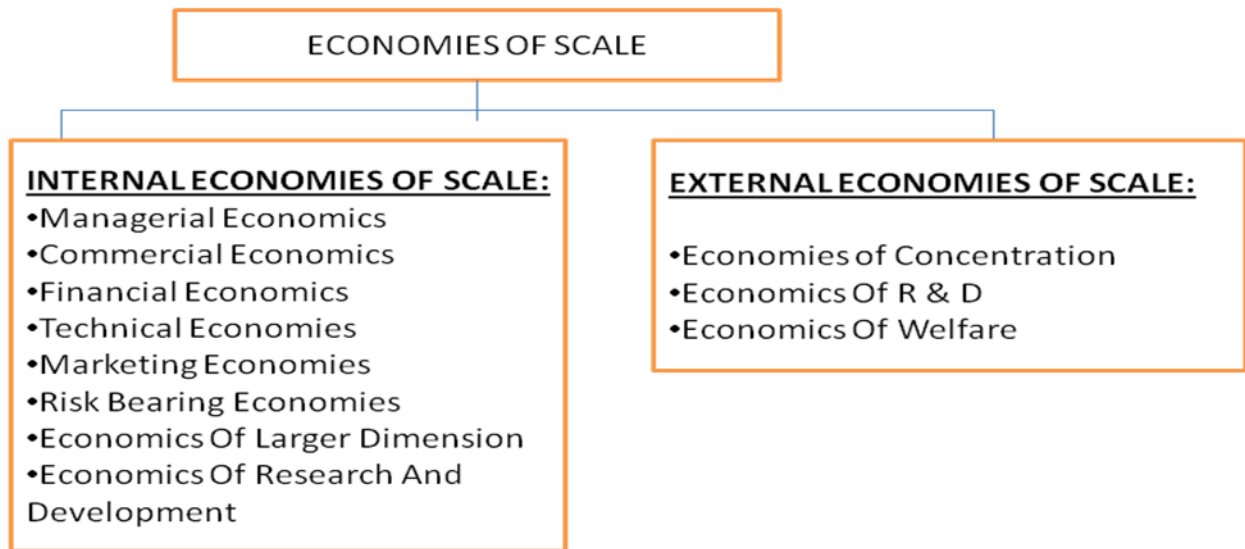 ECONOMIES OF SCALE
INTERNAL ECONOMIES OF SCALE:
•Managerial Economics
•Commercial Economics
•Financial Economics
•Technical Economies
•Marketing Economies
•Risk Bearing Economies
•Economics Of Larger Dimension
•Economics Of Research And
Development
EXTERNAL ECONOMIES OF SCALE:
•Economies of Concentration
•Economics Of R & D
•Economics Of Welfare